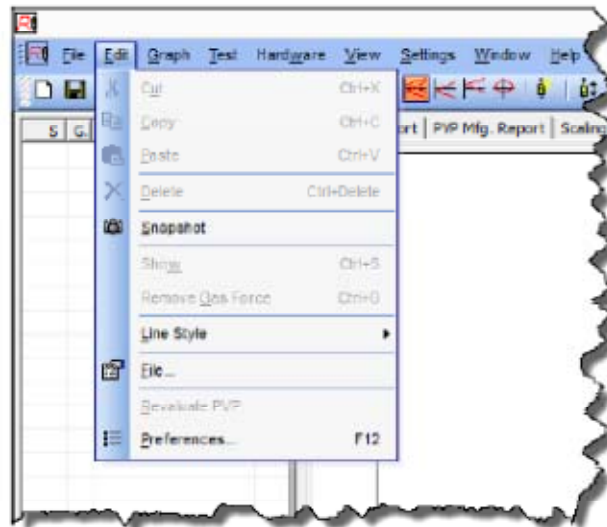 File Edit Graph Test Hardware View Settings Window Help
S G.
ort PVP Mfg. Report Scaling
Cut Ctrl+X
Copy Ctrl+C
Paste Ctrl+V
Delete Ctrl+Delete
Snapshot
Show Ctrl+S
Remove Gas Force Ctrl+G
Line Style
File...
Revaluate PVP
Preferences... F12